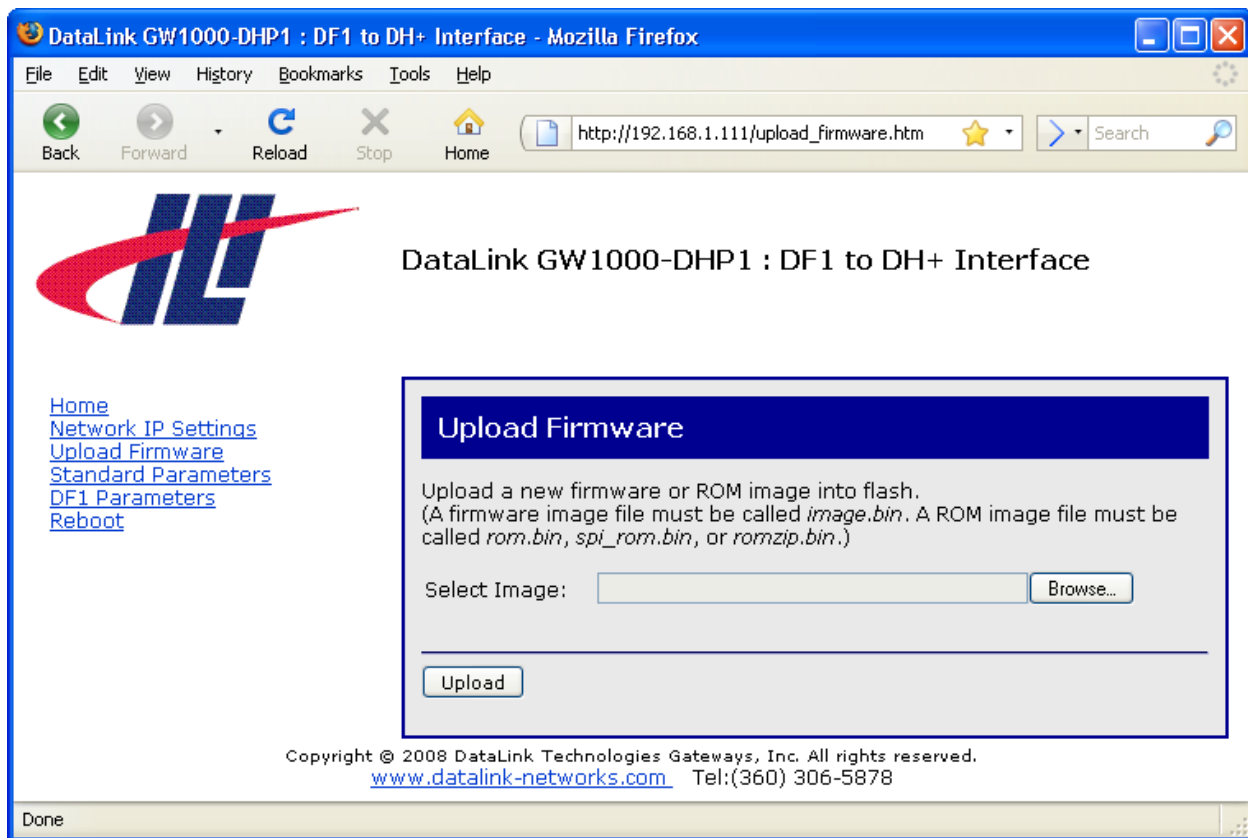 DataLink GW1000-DHP1 : DF1 to DH+ Interface - Mozilla Firefox
File Edit View History Bookmarks Tools Help
Back Forward Reload Stop Home http://192.168.1.111/upload_firmware.htm Search
ILI
DataLink GW1000-DHP1 : DF1 to DH+ Interface
Home
Network IP Settings
Upload Firmware
Standard Parameters
DF1 Parameters
Reboot
Upload Firmware
Upload a new firmware or ROM image into flash.
(A firmware image file must be called image.bin. A ROM image file must be
called rom.bin, spi_rom.bin, or romzip.bin.)
Select Image: Browse...
Upload
Copyright © 2008 DataLink Technologies Gateways, Inc. All rights reserved.
www.datalink-networks.com Tel:(360) 306-5878
Done